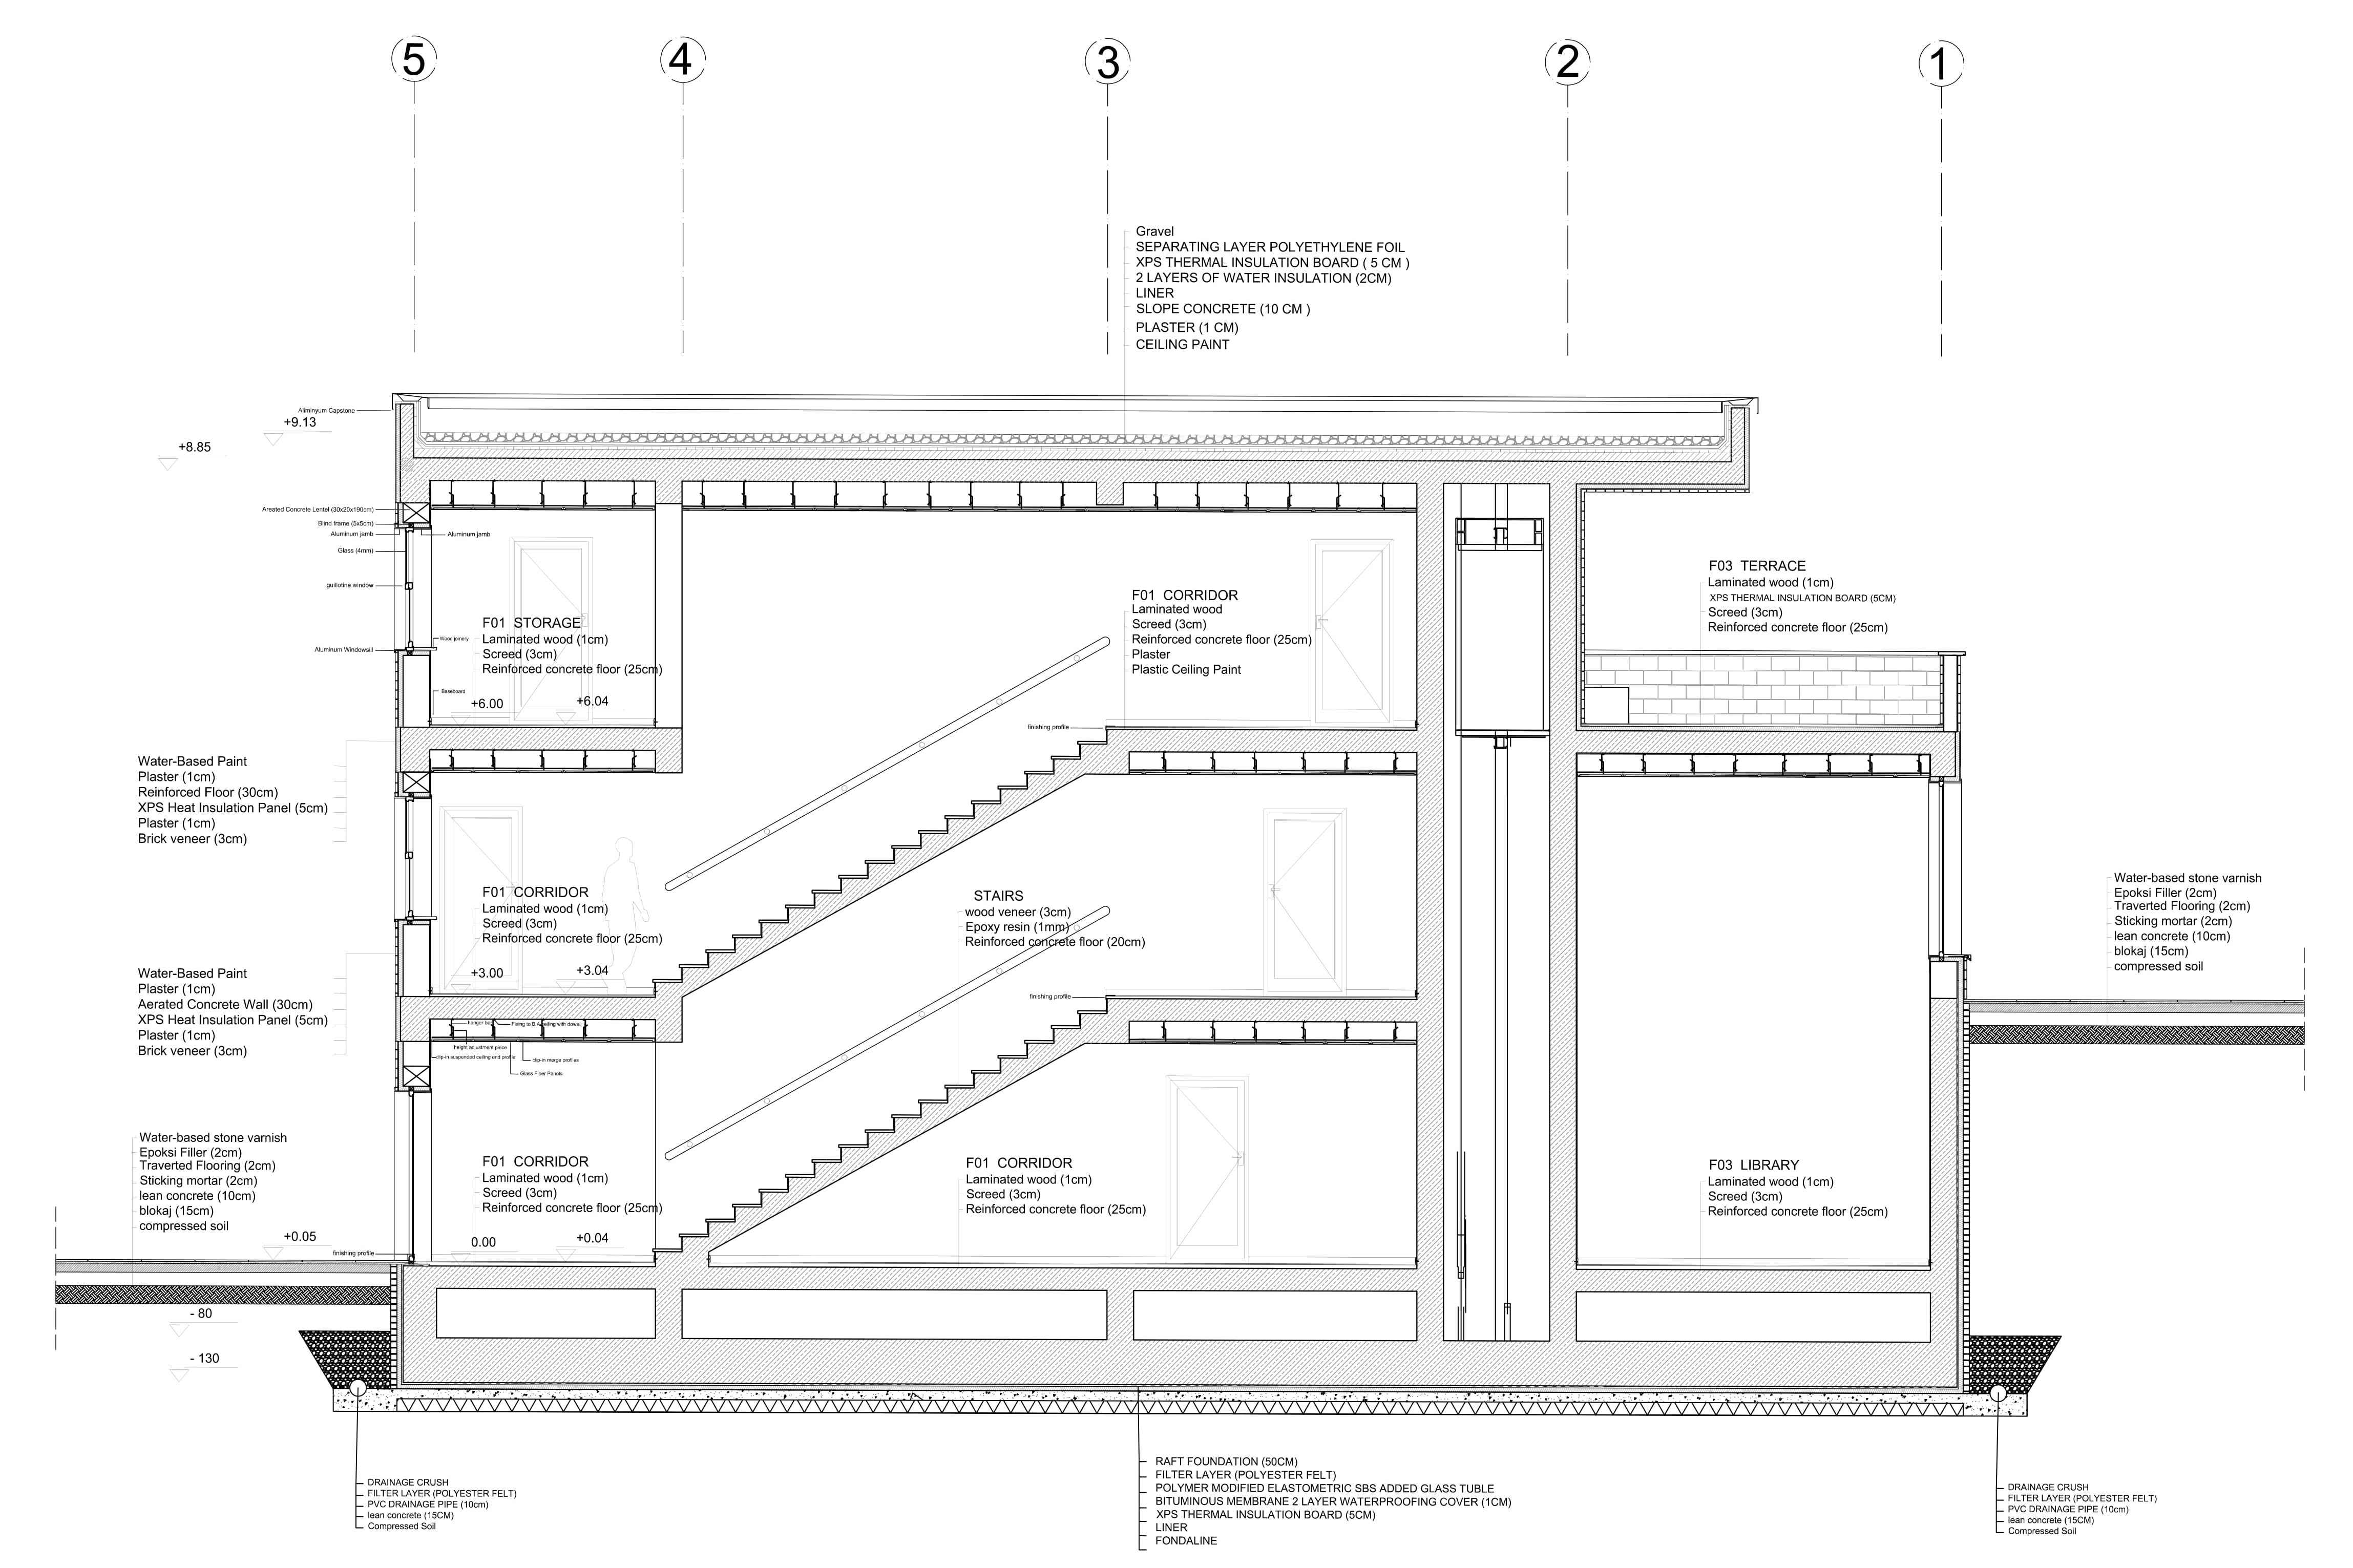 5
4
3
2
1
Gravel
SEPARATING LAYER POLYETHYLENE FOIL
XPS THERMAL INSULATION BOARD ( 5 CM )
2 LAYERS OF WATER INSULATION (2CM)
LINER
SLOPE CONCRETE (10 CM )
PLASTER (1 CM)
CEILING PAINT
Aliminyum Capstone
+9.13
+8.85
Areated Concrete Lentel (30x20x190cm)
Blind frame (5x5cm)
Aluminum jamb
Aluminum jamb
Glass (4mm)
guillotine window
Wood joinery
Aluminum Windowsill
Baseboard
F01 STORAGE
Laminated wood (1cm)
Screed (3cm)
Reinforced concrete floor (25cm)
+6.00
+6.04
F01 CORRIDOR
Laminated wood
Screed (3cm)
Reinforced concrete floor (25cm)
Plaster
Plastic Ceiling Paint
finishing profile
F03 TERRACE
Laminated wood (1cm)
XPS THERMAL INSULATION BOARD (5CM)
Screed (3cm)
Reinforced concrete floor (25cm)
Water-Based Paint
Plaster (1cm)
Reinforced Floor (30cm)
XPS Heat Insulation Panel (5cm)
Plaster (1cm)
Brick veneer (3cm)
F01 CORRIDOR
Laminated wood (1cm)
Screed (3cm)
Reinforced concrete floor (25cm)
+3.00
+3.04
STAIRS
wood veneer (3cm)
Epoxy resin (1mm)
Reinforced concrete floor (20cm)
finishing profile
Water-based stone varnish
Epoksi Filler (2cm)
Traverted Flooring (2cm)
Sticking mortar (2cm)
lean concrete (10cm)
blokaj (15cm)
compressed soil
Water-Based Paint
Plaster (1cm)
Aerated Concrete Wall (30cm)
XPS Heat Insulation Panel (5cm)
Plaster (1cm)
Brick veneer (3cm)
hanger bar
Fixing to B.A ceiling with dowel
height adjustment piece
clip-in suspended ceiling end profile
clip-in merge profiles
Glass Fiber Panels
Water-based stone varnish
Epoksi Filler (2cm)
Traverted Flooring (2cm)
Sticking mortar (2cm)
lean concrete (10cm)
blokaj (15cm)
compressed soil
+0.05
finishing profile
F01 CORRIDOR
Laminated wood (1cm)
Screed (3cm)
Reinforced concrete floor (25cm)
0.00
+0.04
F01 CORRIDOR
Laminated wood (1cm)
Screed (3cm)
Reinforced concrete floor (25cm)
F03 LIBRARY
Laminated wood (1cm)
Screed (3cm)
Reinforced concrete floor (25cm)
- 80
- 130
DRAINAGE CRUSH
FILTER LAYER (POLYESTER FELT)
PVC DRAINAGE PIPE (10cm)
lean concrete (15CM)
Compressed Soil
RAFT FOUNDATION (50CM)
FILTER LAYER (POLYESTER FELT)
POLYMER MODIFIED ELASTOMETRIC SBS ADDED GLASS TUBLE
BITUMINOUS MEMBRANE 2 LAYER WATERPROOFING COVER (1CM)
XPS THERMAL INSULATION BOARD (5CM)
LINER
FONDALINE
DRAINAGE CRUSH
FILTER LAYER (POLYESTER FELT)
PVC DRAINAGE PIPE (10cm)
lean concrete (15CM)
Compressed Soil